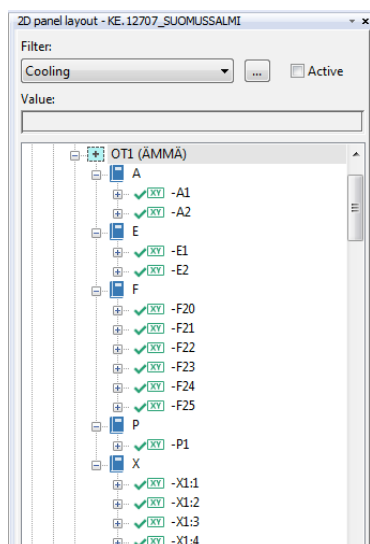 2D panel layout - KE.12707_SUOMUSSALMI
Filter:
Cooling
...
Active
Value:
OT1 (ÄMMÄ)
A
XY -A1
XY -A2
E
XY -E1
XY -E2
F
XY -F20
XY -F21
XY -F22
XY -F23
XY -F24
XY -F25
P
XY -P1
X
XY -X1:1
XY -X1:2
XY -X1:3
XY -X1:4